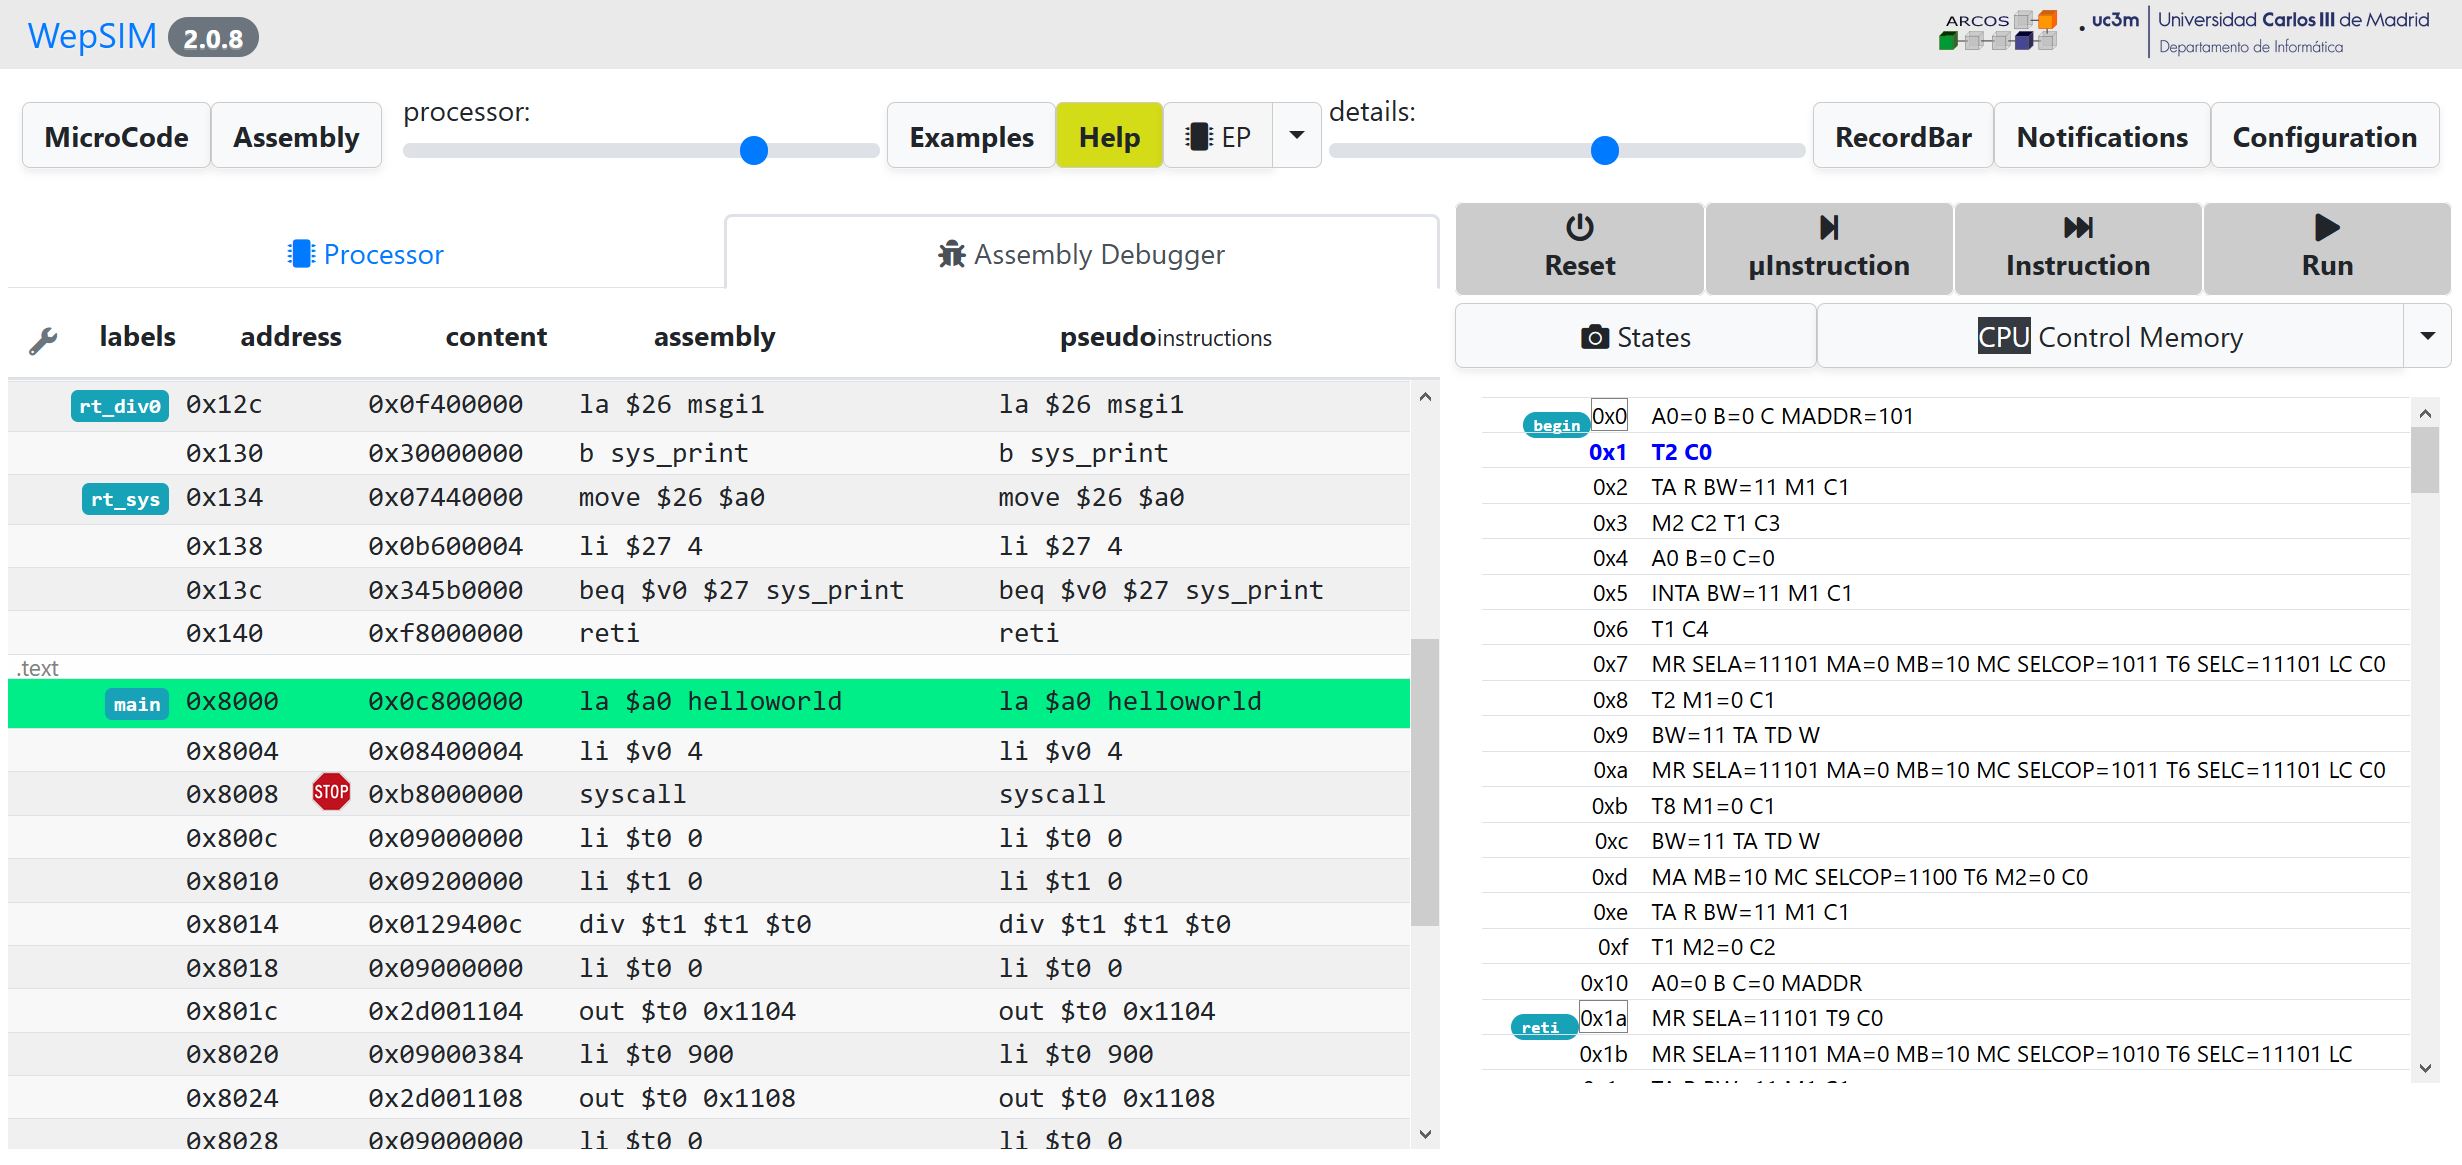 WepSIM 2.0.8
ARCOS
uc3m Universidad Carlos III de Madrid
Departamento de Informática
MicroCode Assembly processor: Examples Help EP details: RecordBar Notifications Configuration
Processor Assembly Debugger
Reset µInstruction Instruction Run
States CPU Control Memory
labels address content assembly pseudoinstructions
rt_div0 0x12c 0x0f400000 la $26 msgi1 la $26 msgi1
0x130 0x30000000 b sys_print b sys_print
rt_sys 0x134 0x07440000 move $26 $a0 move $26 $a0
0x138 0x0b600004 li $27 4 li $27 4
0x13c 0x345b0000 beq $v0 $27 sys_print beq $v0 $27 sys_print
0x140 0xf8000000 reti reti
.text
main 0x8000 0x0c800000 la $a0 helloworld la $a0 helloworld
0x8004 0x08400004 li $v0 4 li $v0 4
0x8008 STOP 0xb8000000 syscall syscall
0x800c 0x09000000 li $t0 0 li $t0 0
0x8010 0x09200000 li $t1 0 li $t1 0
0x8014 0x0129400c div $t1 $t1 $t0 div $t1 $t1 $t0
0x8018 0x09000000 li $t0 0 li $t0 0
0x801c 0x2d001104 out $t0 0x1104 out $t0 0x1104
0x8020 0x09000384 li $t0 900 li $t0 900
0x8024 0x2d001108 out $t0 0x1108 out $t0 0x1108
0x8028 0x09000000 li $t0 0 li $t0 0
begin 0x0 A0=0 B=0 C MADDR=101
0x1 T2 C0
0x2 TA R BW=11 M1 C1
0x3 M2 C2 T1 C3
0x4 A0 B=0 C=0
0x5 INTA BW=11 M1 C1
0x6 T1 C4
0x7 MR SELA=11101 MA=0 MB=10 MC SELCOP=1011 T6 SELC=11101 LC C0
0x8 T2 M1=0 C1
0x9 BW=11 TA TD W
0xa MR SELA=11101 MA=0 MB=10 MC SELCOP=1011 T6 SELC=11101 LC C0
0xb T8 M1=0 C1
0xc BW=11 TA TD W
0xd MA MB=10 MC SELCOP=1100 T6 M2=0 C0
0xe TA R BW=11 M1 C1
0xf T1 M2=0 C2
0x10 A0=0 B C=0 MADDR
reti 0x1a MR SELA=11101 T9 C0
0x1b MR SELA=11101 MA=0 MB=10 MC SELCOP=1010 T6 SELC=11101 LC